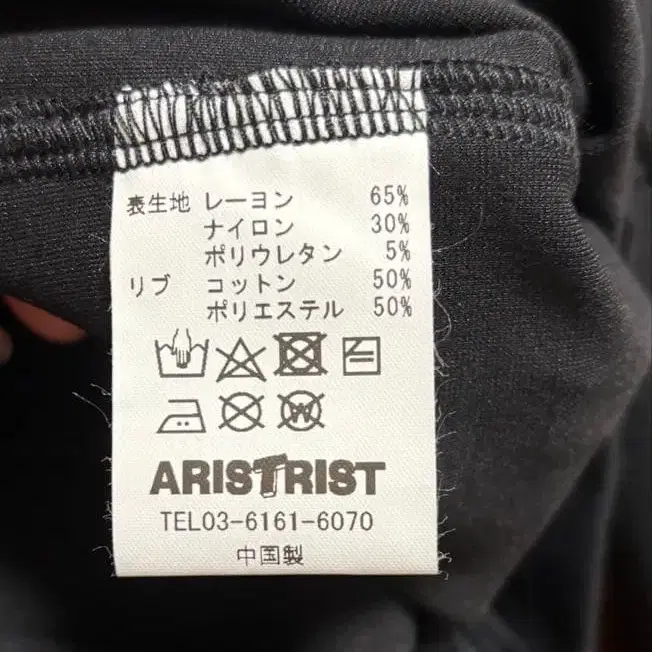 表生地 レーヨン 65%
ナイロン 30%
ポリウレタン 5%
リブ コットン 50%
ポリエステル 50%
ARISTRIST
TEL03-6161-6070
中国製